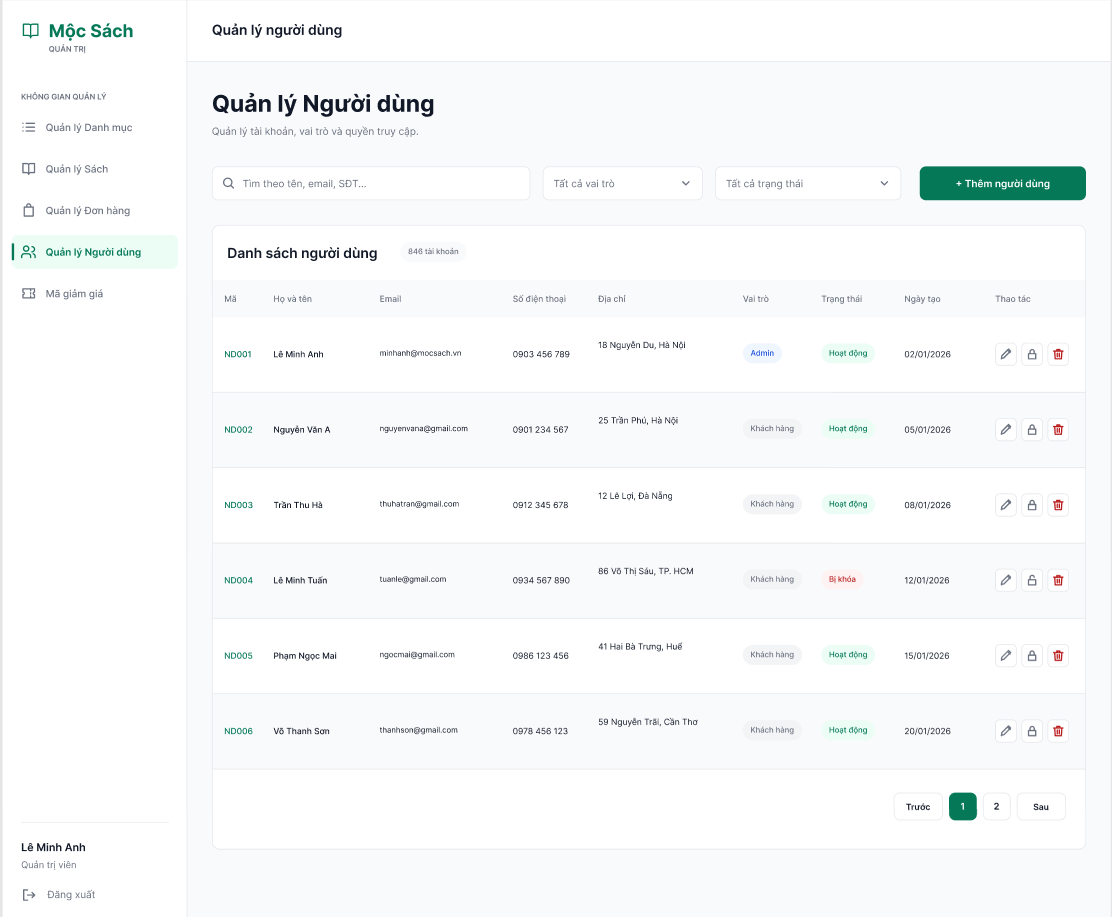 Mộc Sách
QUẢN TRỊ
KHÔNG GIAN QUẢN LÝ
Quản lý Danh mục
Quản lý Sách
Quản lý Đơn hàng
Quản lý Người dùng
Mã giảm giá
Lê Minh Anh
Quản trị viên
Đăng xuất
Quản lý người dùng
Quản lý Người dùng
Quản lý tài khoản, vai trò và quyền truy cập.
Tìm theo tên, email, SĐT...
Tất cả vai trò
Tất cả trạng thái
+ Thêm người dùng
Danh sách người dùng 846 tài khoản
Mã Họ và tên Email Số điện thoại Địa chỉ Vai trò Trạng thái Ngày tạo Thao tác
ND001 Lê Minh Anh minhanh@mocsach.vn 0903 456 789 18 Nguyễn Du, Hà Nội Admin Hoạt động 02/01/2026
ND002 Nguyễn Văn A nguyenvana@gmail.com 0901 234 567 25 Trần Phú, Hà Nội Khách hàng Hoạt động 05/01/2026
ND003 Trần Thu Hà thuhatran@gmail.com 0912 345 678 12 Lê Lợi, Đà Nẵng Khách hàng Hoạt động 08/01/2026
ND004 Lê Minh Tuấn tuanle@gmail.com 0934 567 890 86 Võ Thị Sáu, TP. HCM Khách hàng Bị khóa 12/01/2026
ND005 Phạm Ngọc Mai ngocmai@gmail.com 0986 123 456 41 Hai Bà Trưng, Huế Khách hàng Hoạt động 15/01/2026
ND006 Võ Thanh Sơn thanhson@gmail.com 0978 456 123 59 Nguyễn Trãi, Cần Thơ Khách hàng Hoạt động 20/01/2026
Trước 1 2 Sau